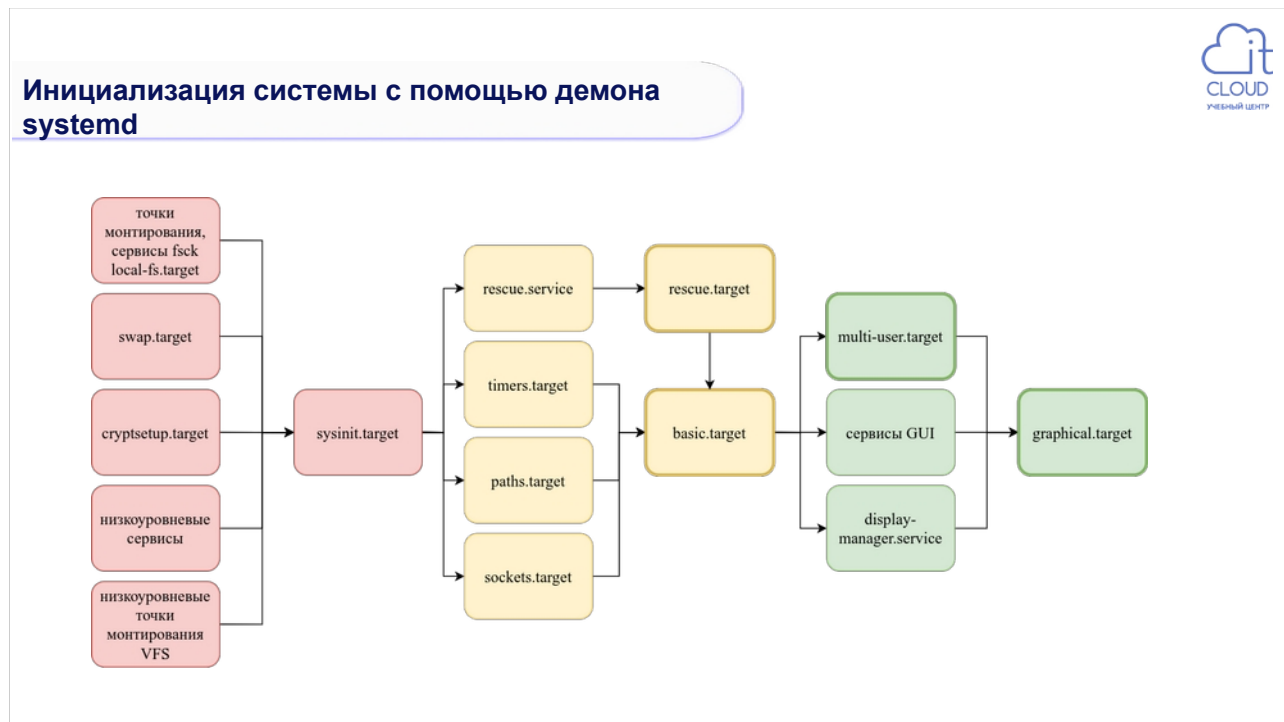 Инициализация системы с помощью демона
systemd
it
CLOUD
УЧЕБНЫЙ ЦЕНТР
точки
монтирования,
сервисы fsck
local-fs.target
swap.target
cryptsetup.target
низкоуровневые
сервисы
низкоуровневые
точки
монтирования
VFS
sysinit.target
rescue.service
timers.target
paths.target
sockets.target
rescue.target
basic.target
multi-user.target
сервисы GUI
display-
manager.service
graphical.target